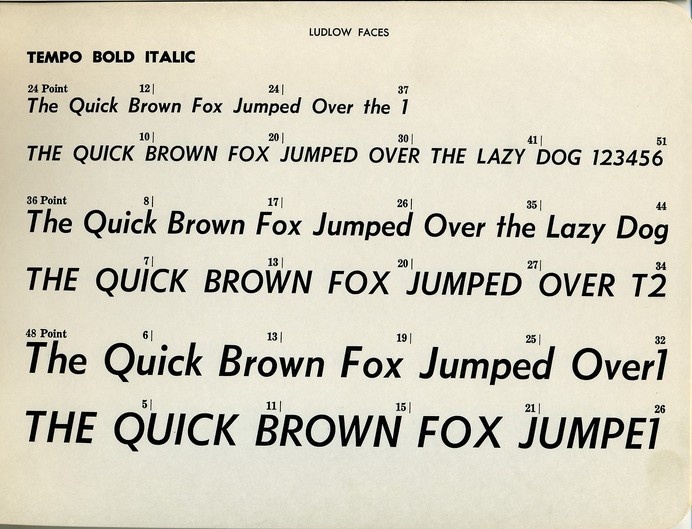 LUDLOW FACES
TEMPO BOLD ITALIC
24 Point 12| 24| 37
The Quick Brown Fox Jumped Over the 1
10| 20| 30| 41| 51
THE QUICK BROWN FOX JUMPED OVER THE LAZY DOG 123456
36 Point 8| 17| 26| 35| 44
The Quick Brown Fox Jumped Over the Lazy Dog
7| 13| 20| 27| 34
THE QUICK BROWN FOX JUMPED OVER T2
48 Point 6| 13| 19| 25| 32
The Quick Brown Fox Jumped Over1
5| 11| 15| 21| 26
THE QUICK BROWN FOX JUMPE1